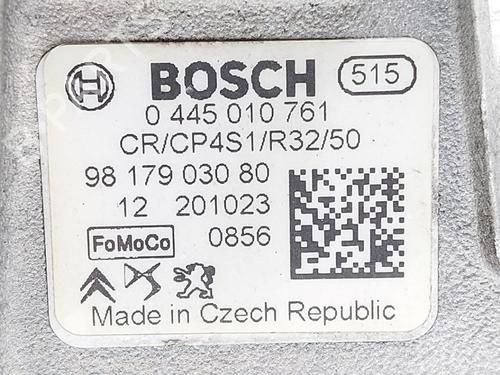 BOSCH 515
0 445 010 761
CR/CP4S1/R32/50
98 179 030 80
12 201023
FoMoCo 0856
Made in Czech Republic